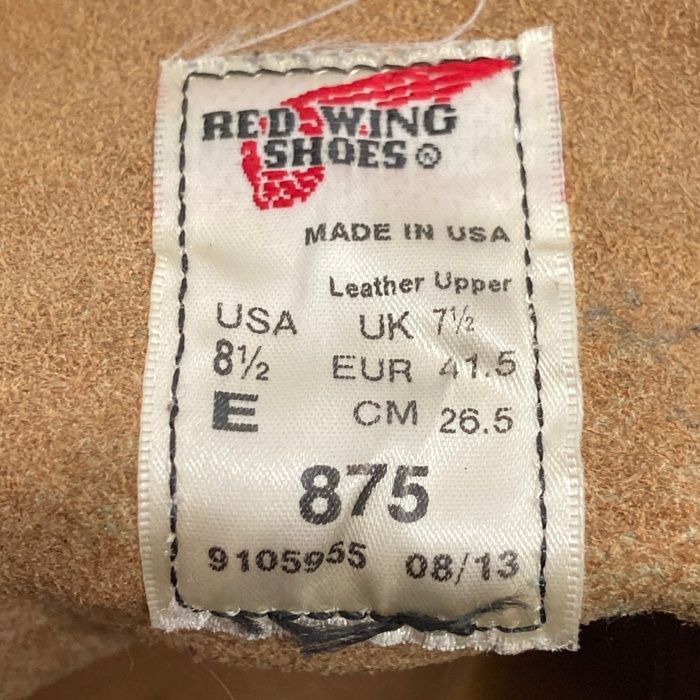 RED WING
SHOES®
MADE IN USA
Leather Upper
USA UK 7½
8½ EUR 41.5
E CM 26.5
875
9105955 08/13